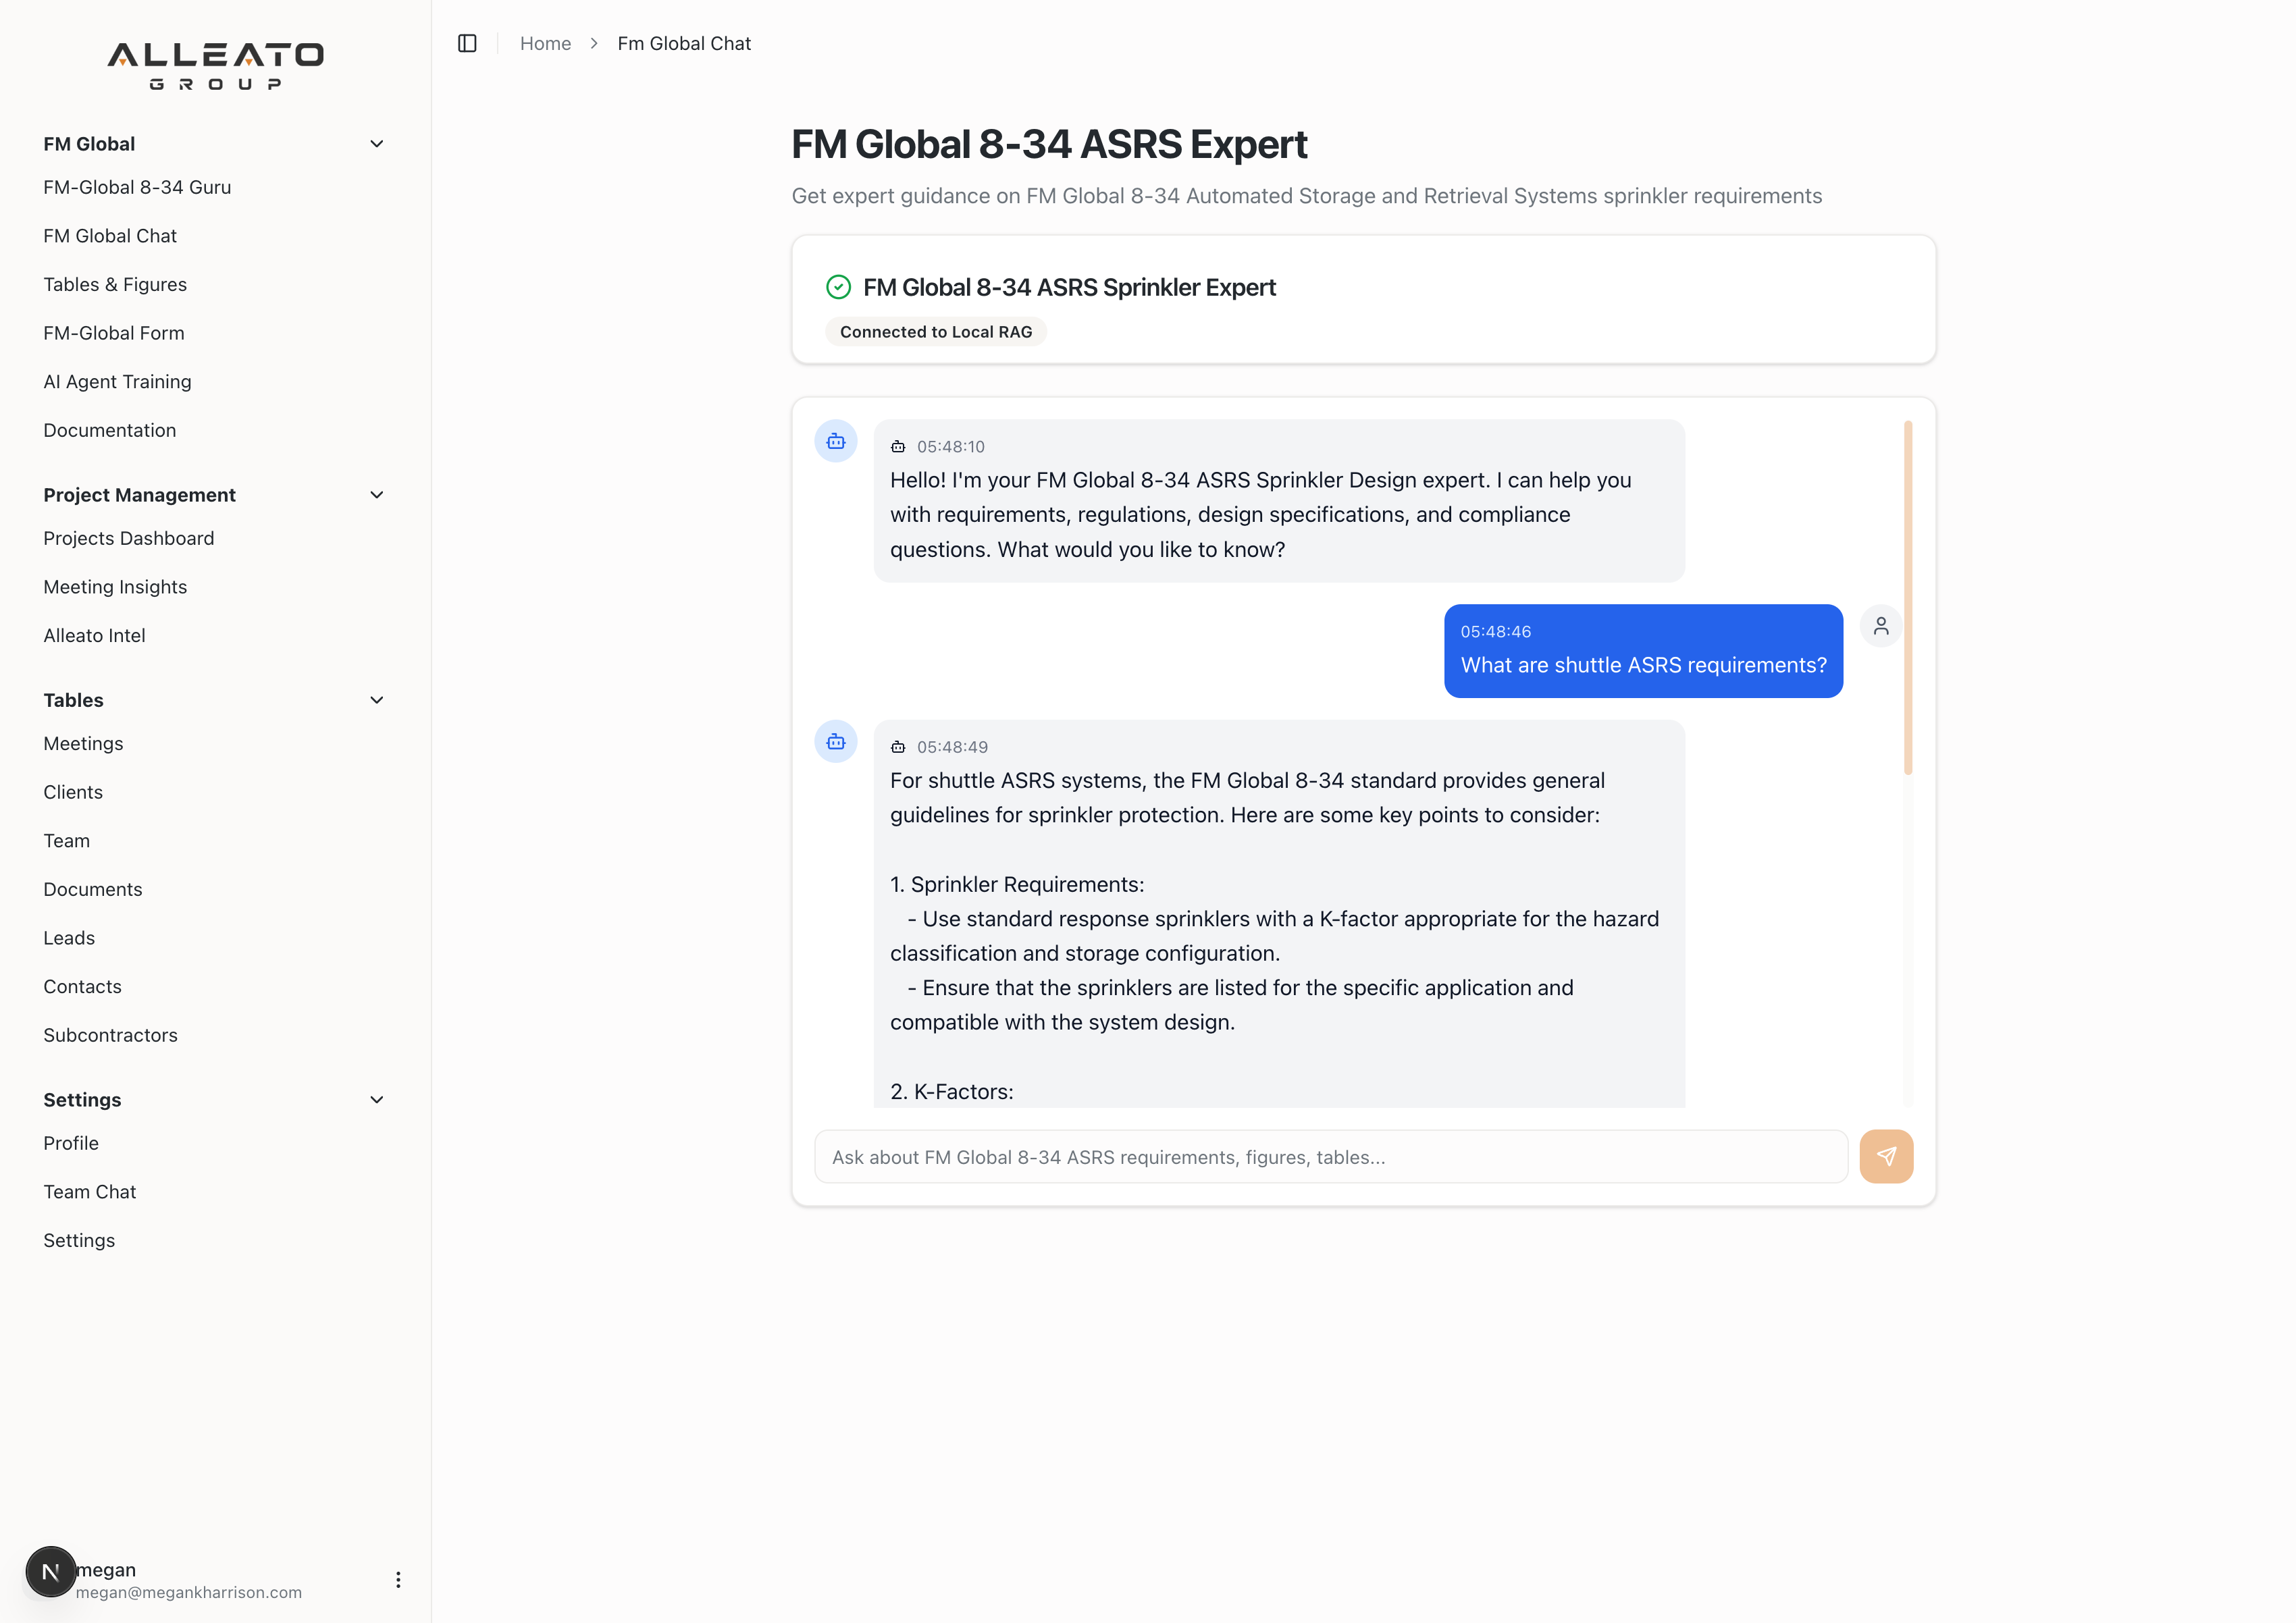 ALLEATO
GROUP
FM Global
FM-Global 8-34 Guru
FM Global Chat
Tables & Figures
FM-Global Form
AI Agent Training
Documentation
Project Management
Projects Dashboard
Meeting Insights
Alleato Intel
Tables
Meetings
Clients
Team
Documents
Leads
Contacts
Subcontractors
Settings
Profile
Team Chat
Settings
N
megan
megan@megankharrison.com
Home > Fm Global Chat
FM Global 8-34 ASRS Expert
Get expert guidance on FM Global 8-34 Automated Storage and Retrieval Systems sprinkler requirements
FM Global 8-34 ASRS Sprinkler Expert
Connected to Local RAG
05:48:10
Hello! I'm your FM Global 8-34 ASRS Sprinkler Design expert. I can help you
with requirements, regulations, design specifications, and compliance
questions. What would you like to know?
05:48:46
What are shuttle ASRS requirements?
05:48:49
For shuttle ASRS systems, the FM Global 8-34 standard provides general
guidelines for sprinkler protection. Here are some key points to consider:
1. Sprinkler Requirements:
- Use standard response sprinklers with a K-factor appropriate for the hazard
classification and storage configuration.
- Ensure that the sprinklers are listed for the specific application and
compatible with the system design.
2. K-Factors:
Ask about FM Global 8-34 ASRS requirements, figures, tables...